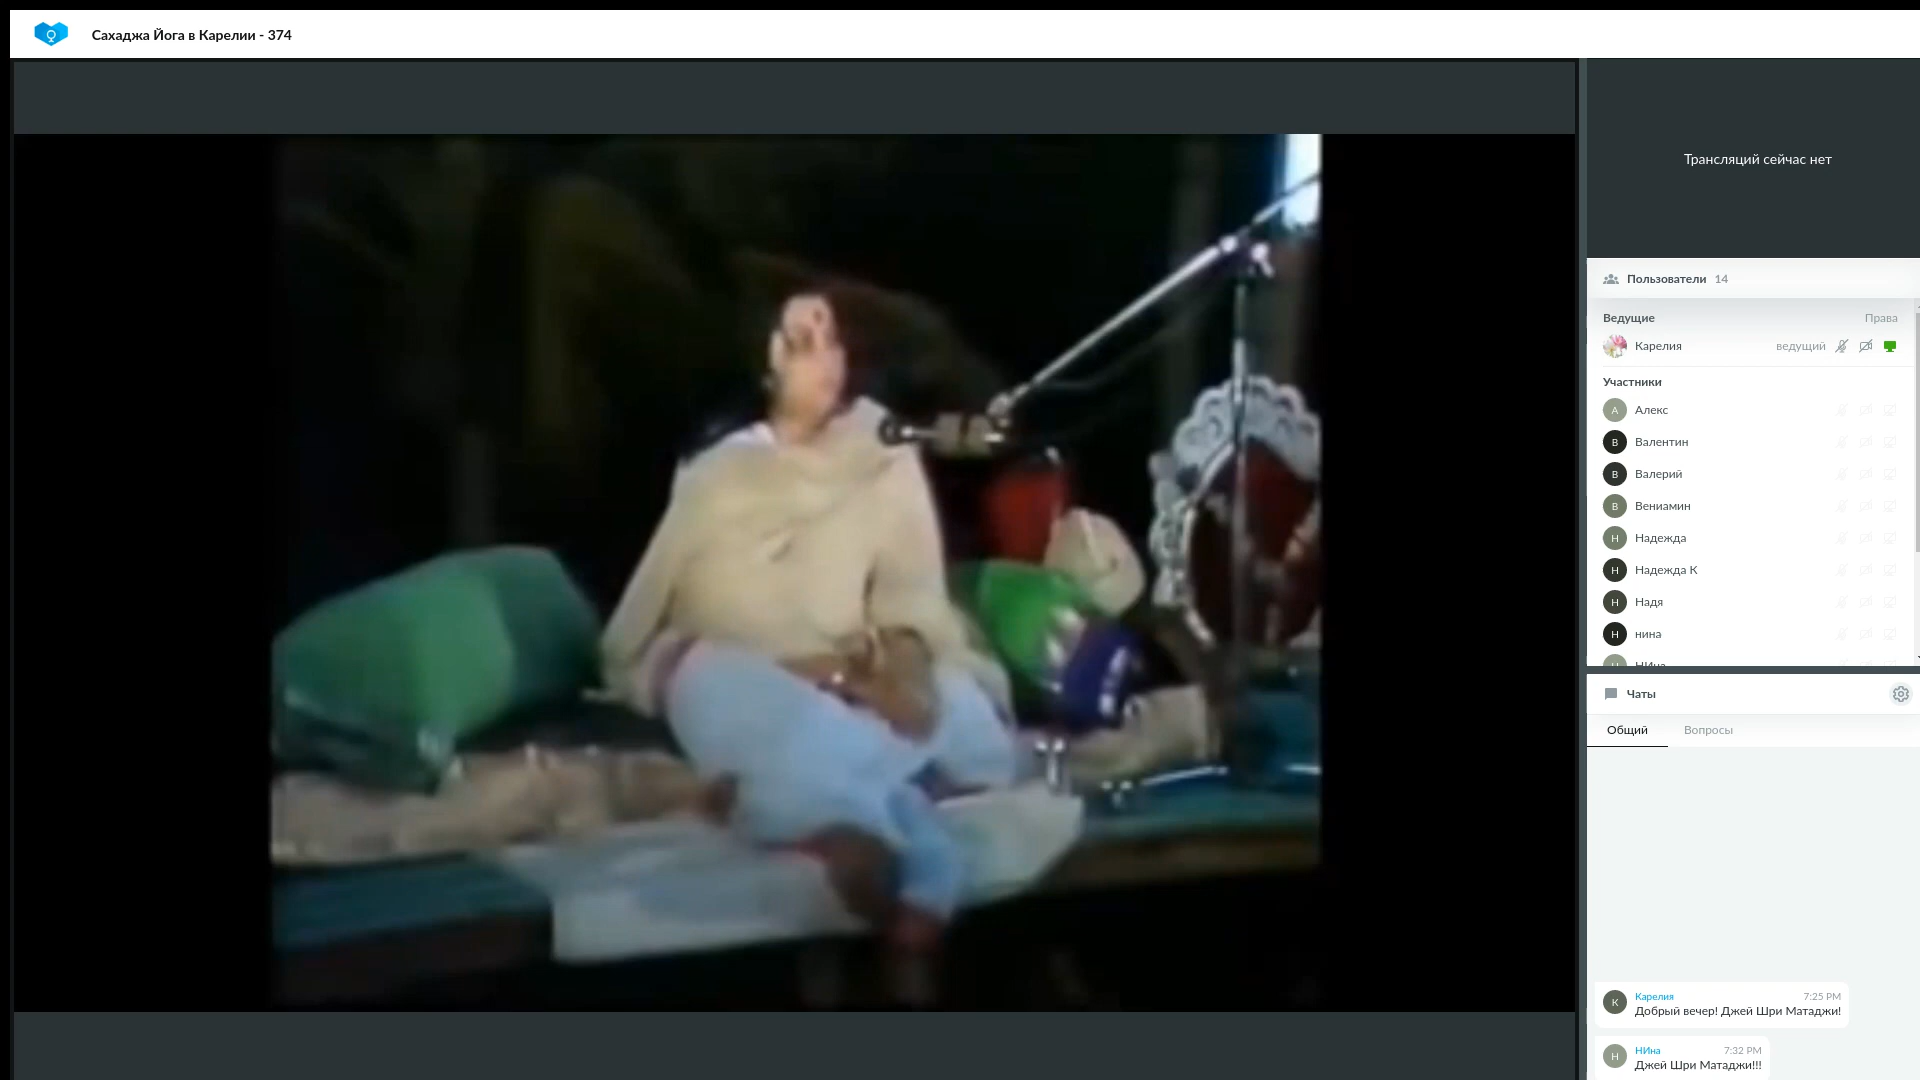 Сахаджа Йога в Карелии - 374
Трансляций сейчас нет
Пользователи 14
Ведущие Права
Карелия ведущий
Участники
А Алекс
В Валентин
В Валерий
В Вениамин
Н Надежда
Н Надежда К
Н Надя
Н нина
Н НИна
Чаты
Общий Вопросы
К Карелия 7:25 PM
Добрый вечер! Джей Шри Матаджи!
Н НИна 7:32 PM
Джей Шри Матаджи!!!